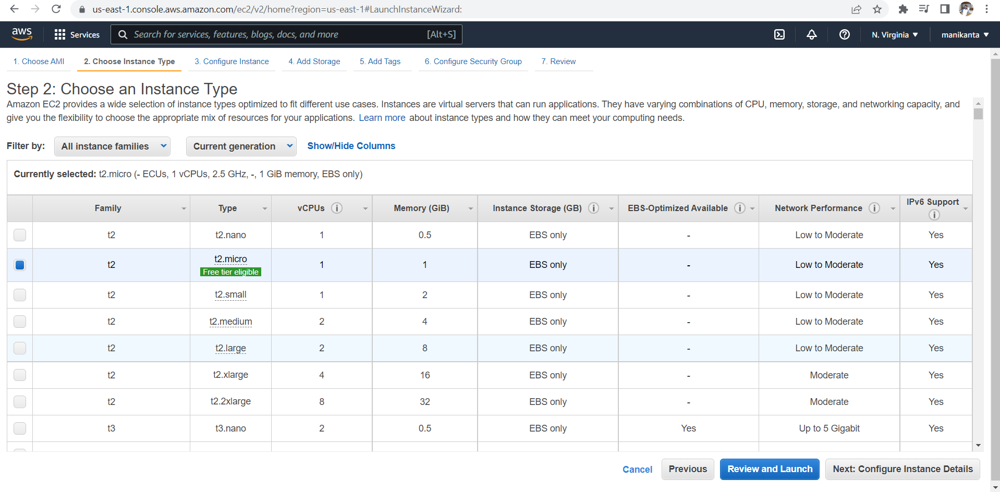 us-east-1.console.aws.amazon.com/ec2/v2/home?region=us-east-1#LaunchInstanceWizard:
aws Services Search for services, features, blogs, docs, and more [Alt+S] N. Virginia manikanta
1. Choose AMI 2. Choose Instance Type 3. Configure Instance 4. Add Storage 5. Add Tags 6. Configure Security Group 7. Review
Step 2: Choose an Instance Type
Amazon EC2 provides a wide selection of instance types optimized to fit different use cases. Instances are virtual servers that can run applications. They have varying combinations of CPU, memory, storage, and networking capacity, and
give you the flexibility to choose the appropriate mix of resources for your applications. Learn more about instance types and how they can meet your computing needs.
Filter by: All instance families Current generation Show/Hide Columns
Currently selected: t2.micro (- ECUs, 1 vCPUs, 2.5 GHz, -, 1 GiB memory, EBS only)
Family Type vCPUs Memory (GiB) Instance Storage (GB) EBS-Optimized Available Network Performance IPv6 Support
t2 t2.nano 1 0.5 EBS only - Low to Moderate Yes
t2 t2.micro 1 1 EBS only - Low to Moderate Yes
Free tier eligible
t2 t2.small 1 2 EBS only - Low to Moderate Yes
t2 t2.medium 2 4 EBS only - Low to Moderate Yes
t2 t2.large 2 8 EBS only - Low to Moderate Yes
t2 t2.xlarge 4 16 EBS only - Moderate Yes
t2 t2.2xlarge 8 32 EBS only - Moderate Yes
t3 t3.nano 2 0.5 EBS only Yes Up to 5 Gigabit Yes
Cancel Previous Review and Launch Next: Configure Instance Details